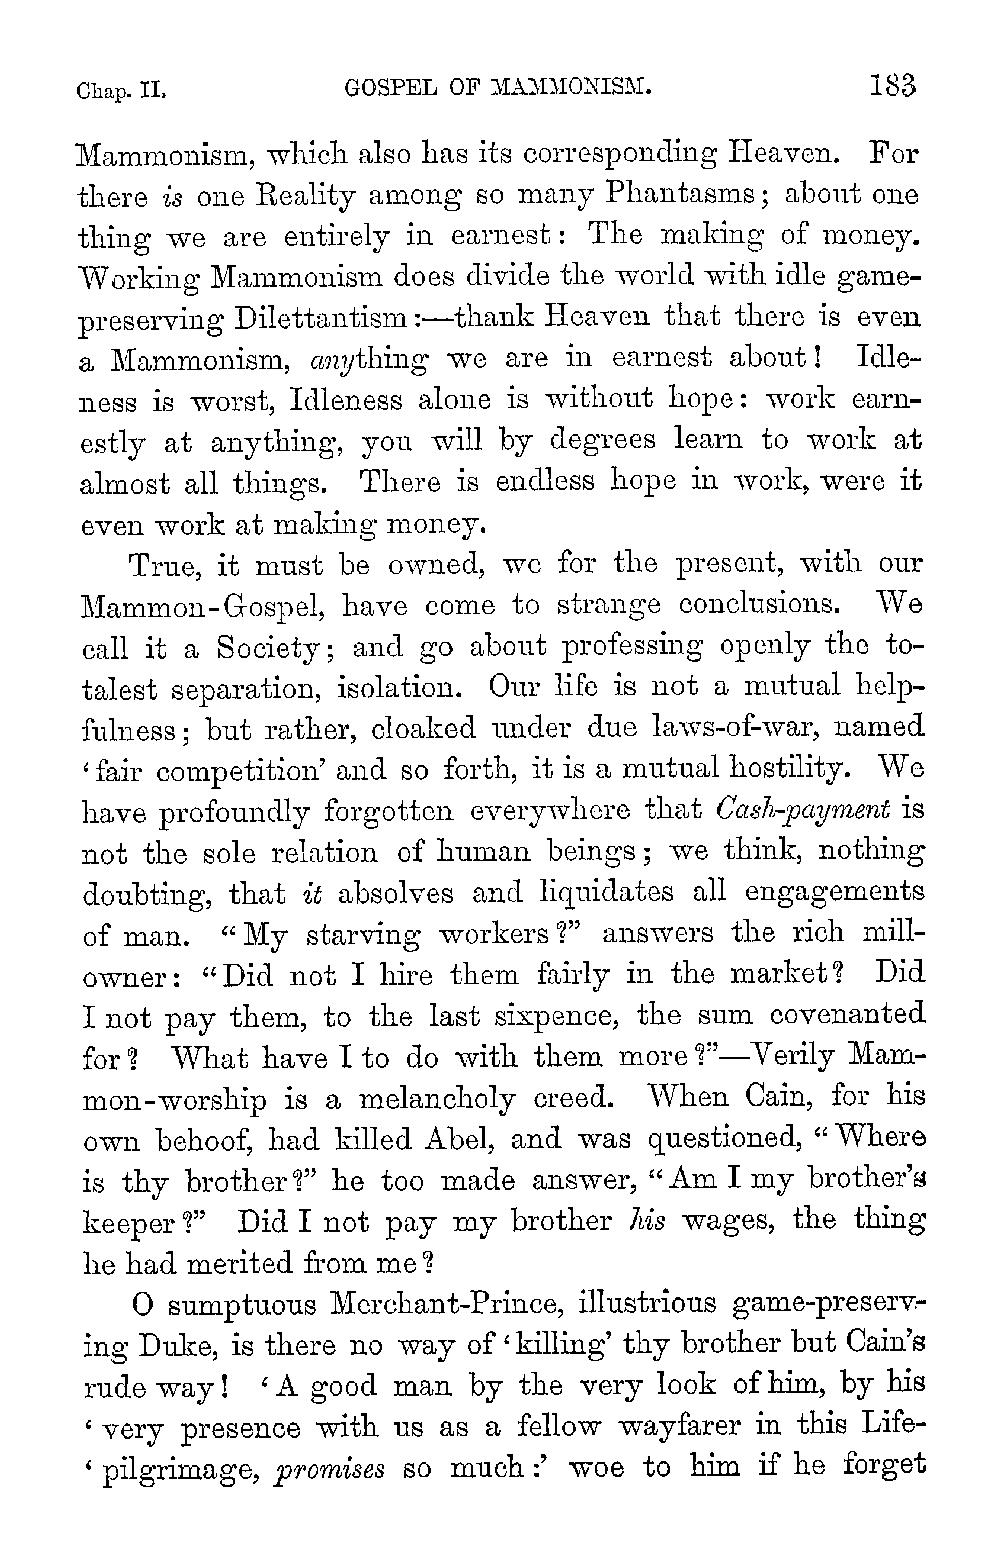 Chap. II. GOSPEL OF MAMMONISM. 183
Mammonism, which also has its corresponding Heaven. For
there is one Reality among so many Phantasms; about one
thing we are entirely in earnest: The making of money.
Working Mammonism does divide the world with idle game-
preserving Dilettantism:—thank Heaven that there is even
a Mammonism, anything we are in earnest about! Idle-
ness is worst, Idleness alone is without hope: work earn-
estly at anything, you will by degrees learn to work at
almost all things. There is endless hope in work, were it
even work at making money.
True, it must be owned, we for the present, with our
Mammon-Gospel, have come to strange conclusions. We
call it a Society; and go about professing openly the to-
talest separation, isolation. Our life is not a mutual help-
fulness; but rather, cloaked under due laws-of-war, named
‘fair competition’ and so forth, it is a mutual hostility. We
have profoundly forgotten everywhere that Cash-payment is
not the sole relation of human beings; we think, nothing
doubting, that it absolves and liquidates all engagements
of man. “My starving workers?” answers the rich mill-
owner: “Did not I hire them fairly in the market? Did
I not pay them, to the last sixpence, the sum covenanted
for? What have I to do with them more?”—Verily Mam-
mon-worship is a melancholy creed. When Cain, for his
own behoof, had killed Abel, and was questioned, “Where
is thy brother?” he too made answer, “Am I my brother’s
keeper?” Did I not pay my brother his wages, the thing
he had merited from me?
O sumptuous Merchant-Prince, illustrious game-preserv-
ing Duke, is there no way of ‘killing’ thy brother but Cain’s
rude way! ‘A good man by the very look of him, by his
‘very presence with us as a fellow wayfarer in this Life-
‘pilgrimage, promises so much:’ woe to him if he forget